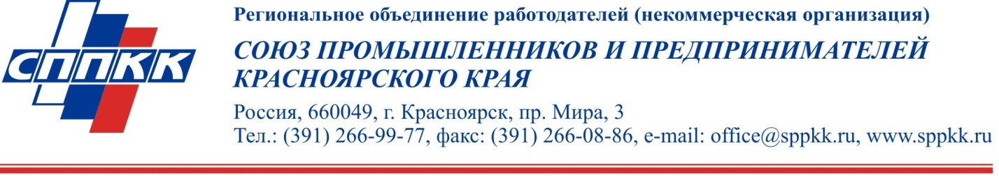 СППКК
Региональное объединение работодателей (некоммерческая организация)
СОЮЗ ПРОМЫШЛЕННИКОВ И ПРЕДПРИНИМАТЕЛЕЙ
КРАСНОЯРСКОГО КРАЯ
Россия, 660049, г. Красноярск, пр. Мира, 3
Тел.: (391) 266-99-77, факс: (391) 266-08-86, e-mail: office@sppkk.ru, www.sppkk.ru